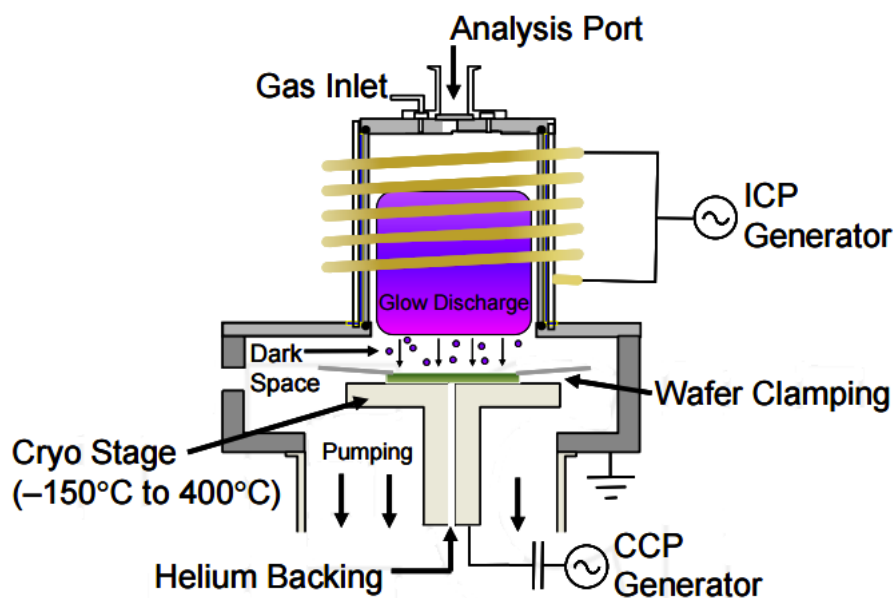 Analysis Port
Gas Inlet
ICP
Generator
Glow Discharge
Dark
Space
Wafer Clamping
Cryo Stage
(–150°C to 400°C)
Pumping
Helium Backing
CCP
Generator